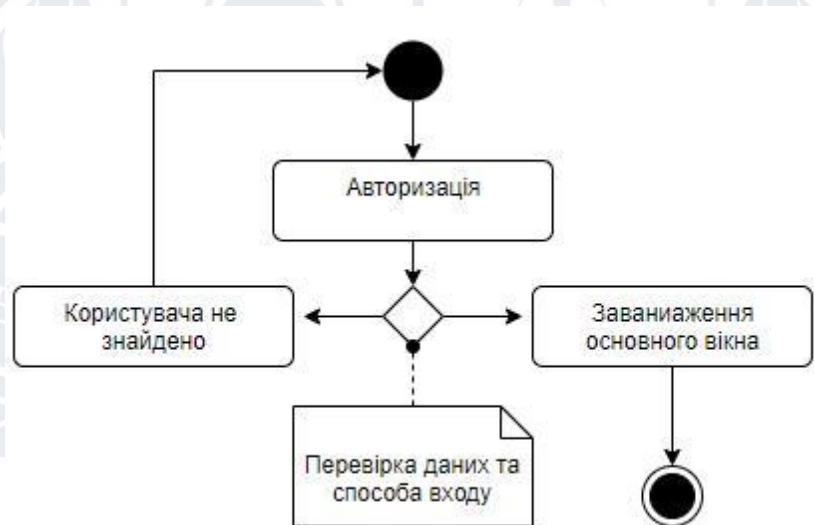 Авторизація
Користувача не
знайдено
Заваниаження
основного вікна
Перевірка даних та
способа входу